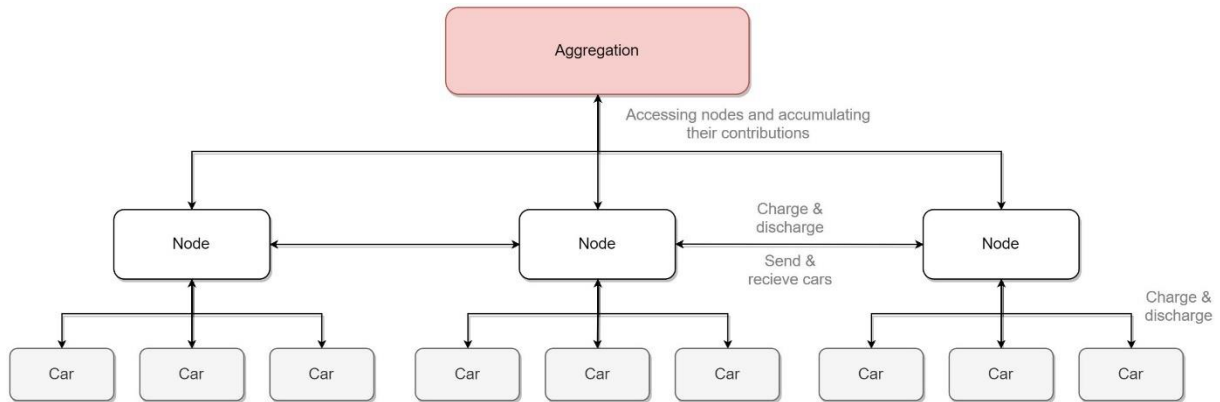 Aggregation
Accessing nodes and accumulating
their contributions
Node
Node
Charge &
discharge
Send &
recieve cars
Node
Charge &
discharge
Car
Car
Car
Car
Car
Car
Car
Car
Car